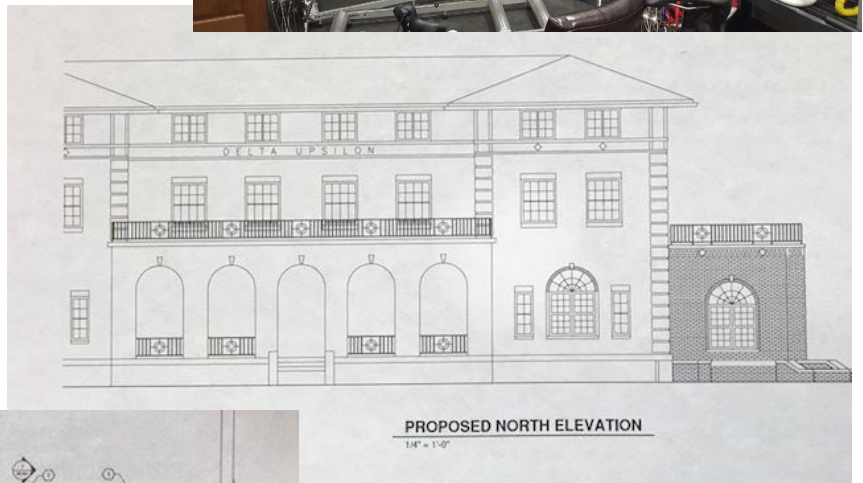 DELTA UPSILON
PROPOSED NORTH ELEVATION
1/4" = 1'-0"